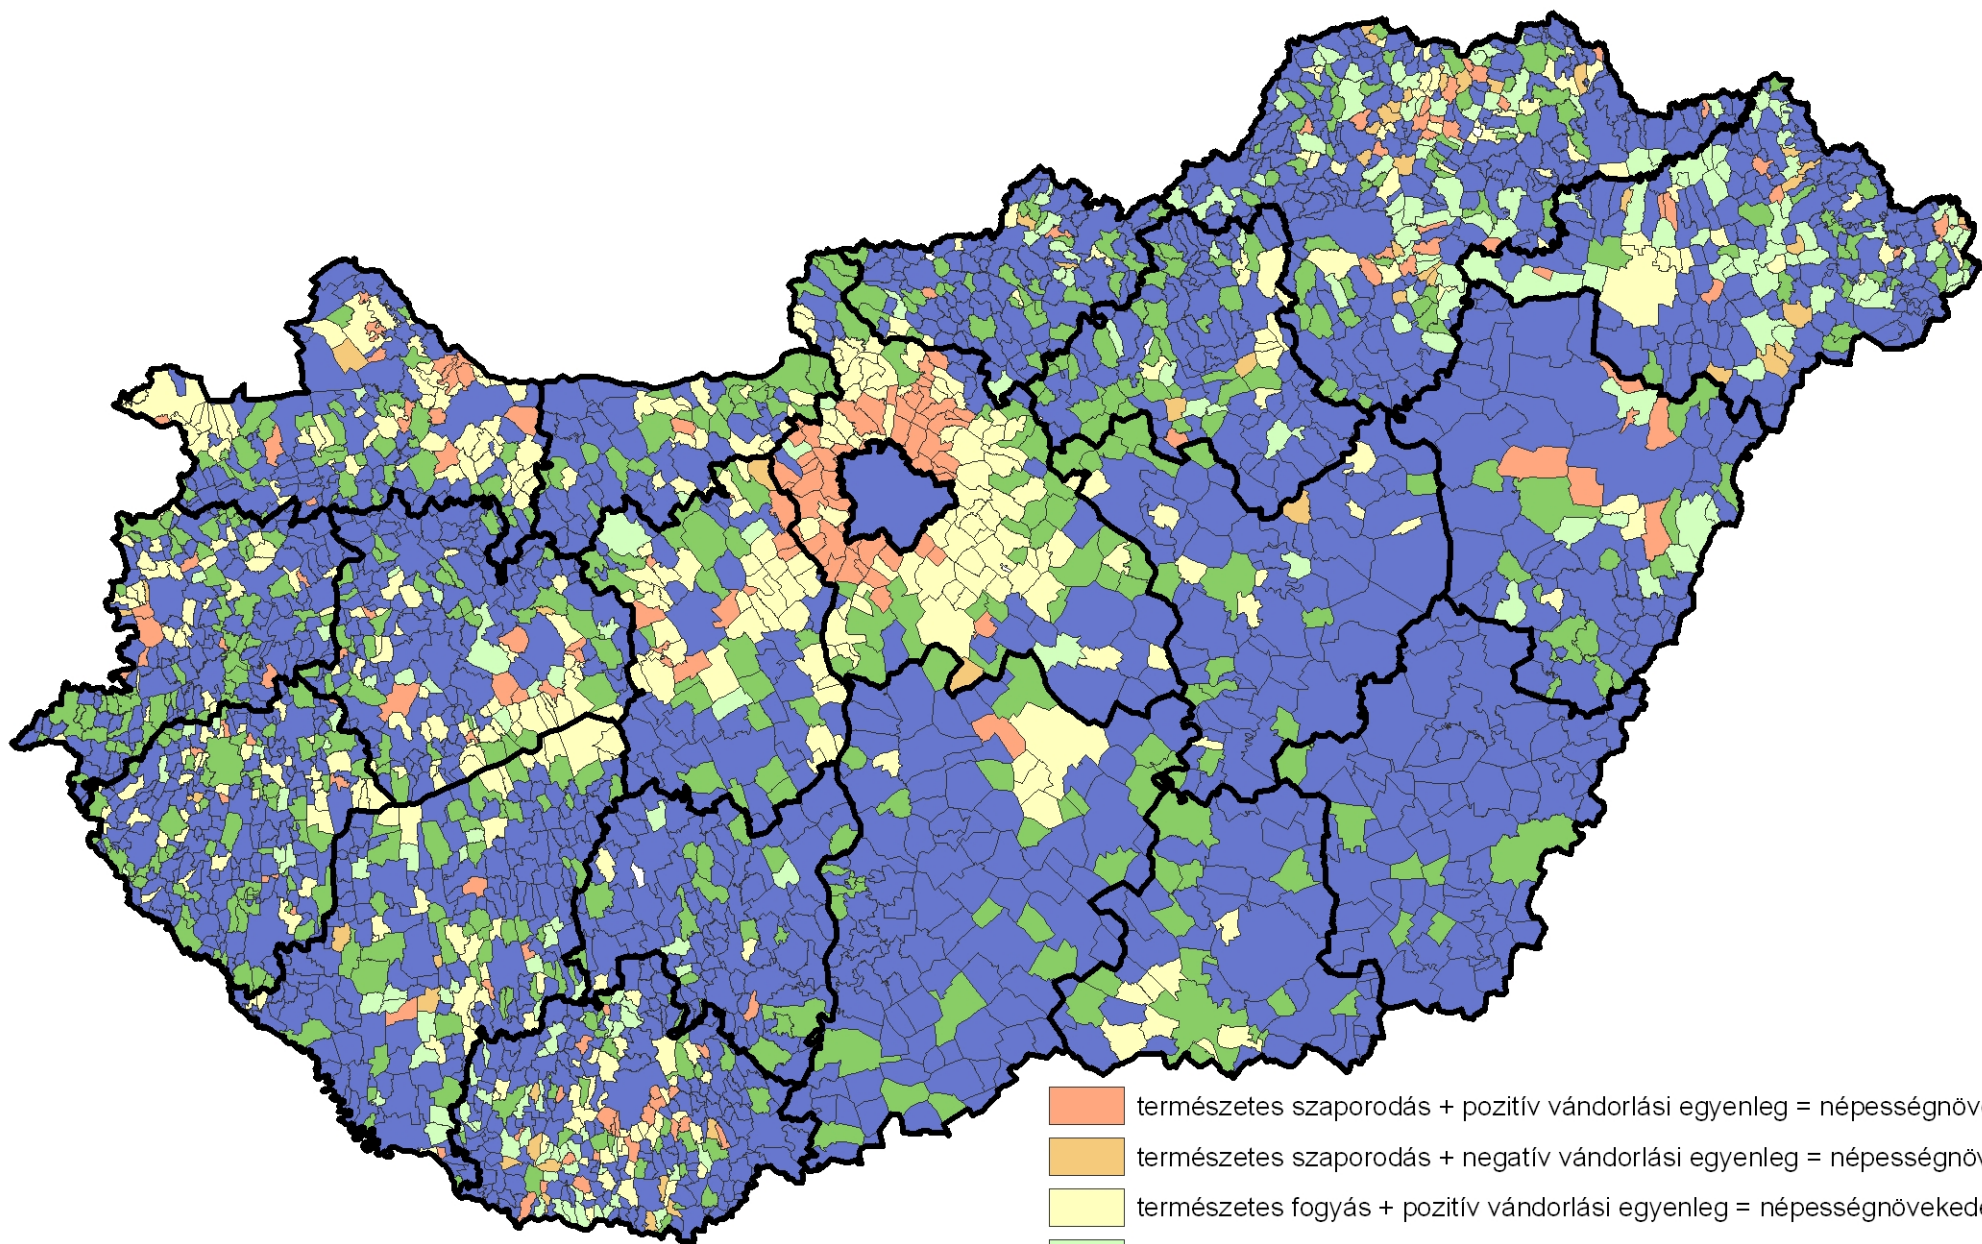 természetes szaporodás + pozitív vándorlási egyenleg = népességnöv
természetes szaporodás + negatív vándorlási egyenleg = népességnöv
természetes fogyás + pozitív vándorlási egyenleg = népességnöveked